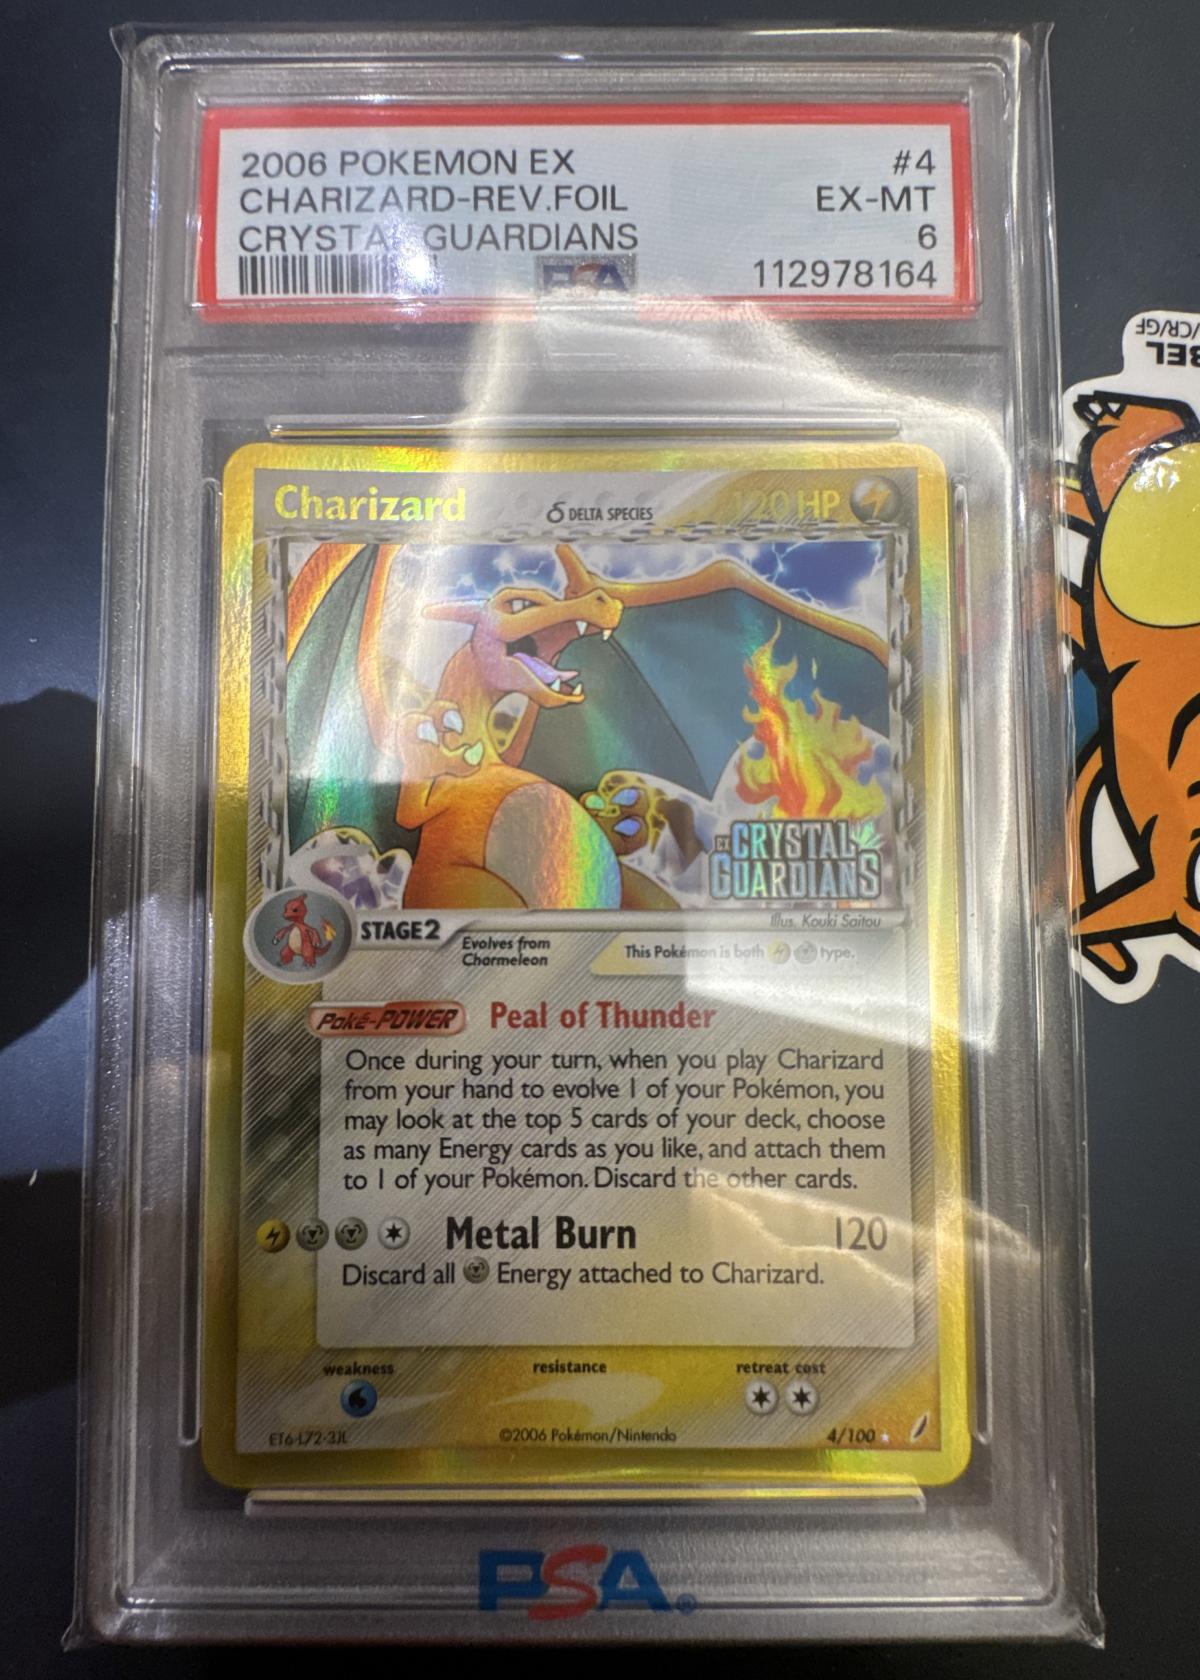 2006 POKEMON EX #4
CHARIZARD-REV.FOIL EX-MT
CRYSTAL GUARDIANS 6
PSA 112978164
Charizard δ DELTA SPECIES 120 HP
EX CRYSTAL
GUARDIANS
Illus. Kouki Saitou
STAGE2 Evolves from
Charmeleon
This Pokémon is both type.
Poké-POWER Peal of Thunder
Once during your turn, when you play Charizard
from your hand to evolve 1 of your Pokémon, you
may look at the top 5 cards of your deck, choose
as many Energy cards as you like, and attach them
to 1 of your Pokémon. Discard the other cards.
Metal Burn 120
Discard all Energy attached to Charizard.
weakness resistance retreat cost
ET6-L72-3JL ©2006 Pokémon/Nintendo 4/100
PSA®
/CR/GF
BEL